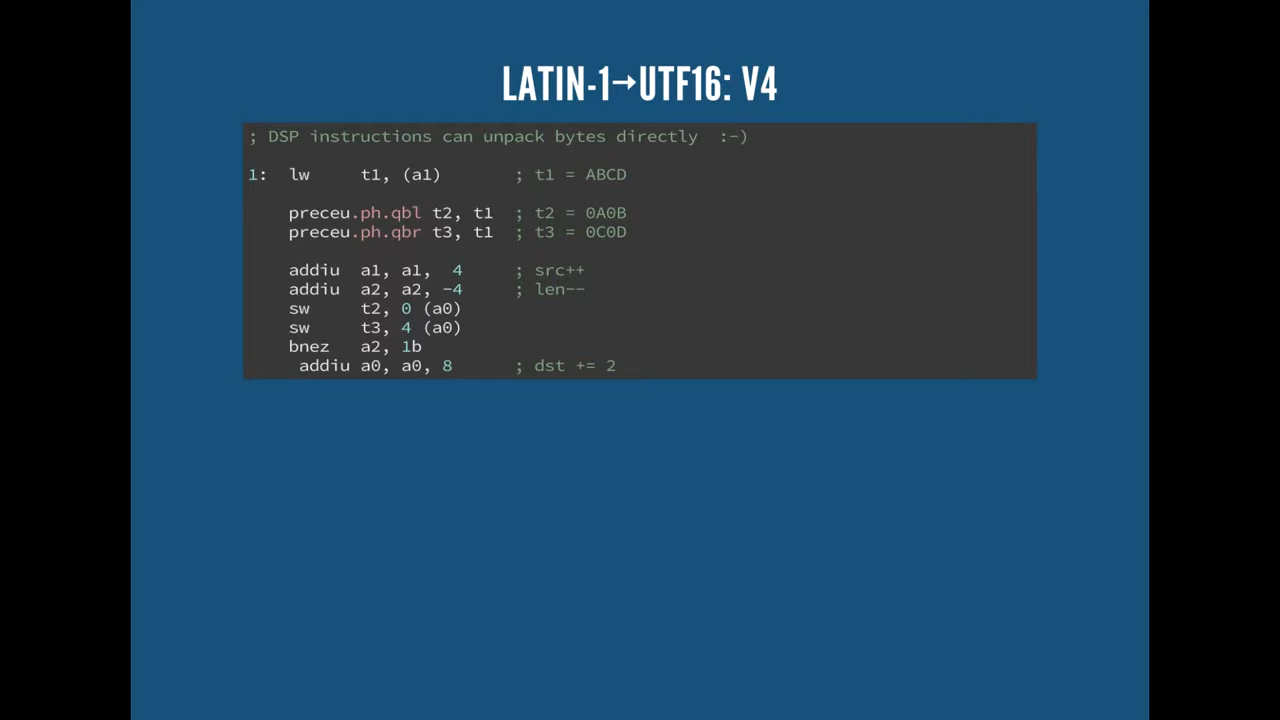 LATIN-1→UTF16: V4
; DSP instructions can unpack bytes directly  :-)
1:  lw     t1, (a1)       ; t1 = ABCD
    preceu.ph.qbl t2, t1  ; t2 = 0A0B
    preceu.ph.qbr t3, t1  ; t3 = 0C0D
    addiu  a1, a1,  4     ; src++
    addiu  a2, a2, -4     ; len--
    sw     t2, 0 (a0)
    sw     t3, 4 (a0)
    bnez   a2, 1b
     addiu a0, a0, 8      ; dst += 2